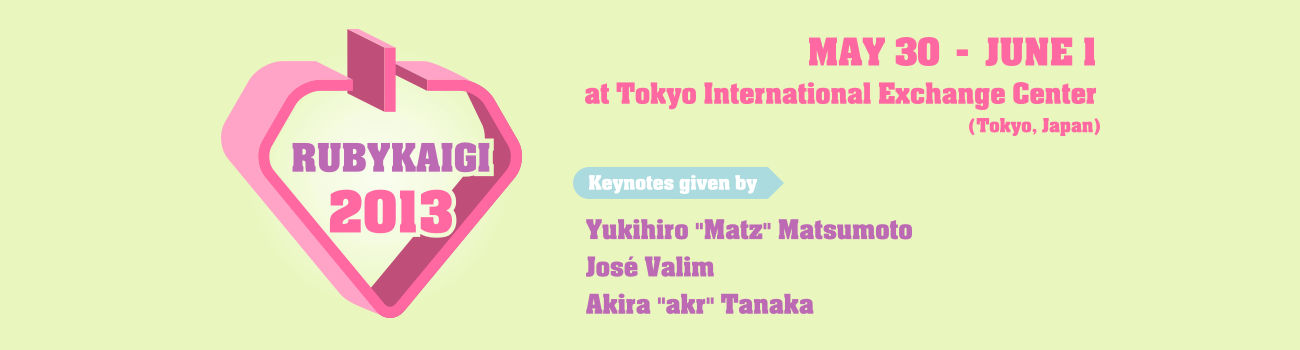 RUBYKAIGI
2013
MAY 30 - JUNE 1
at Tokyo International Exchange Center
(Tokyo, Japan)
Keynotes given by
Yukihiro "Matz" Matsumoto
José Valim
Akira "akr" Tanaka